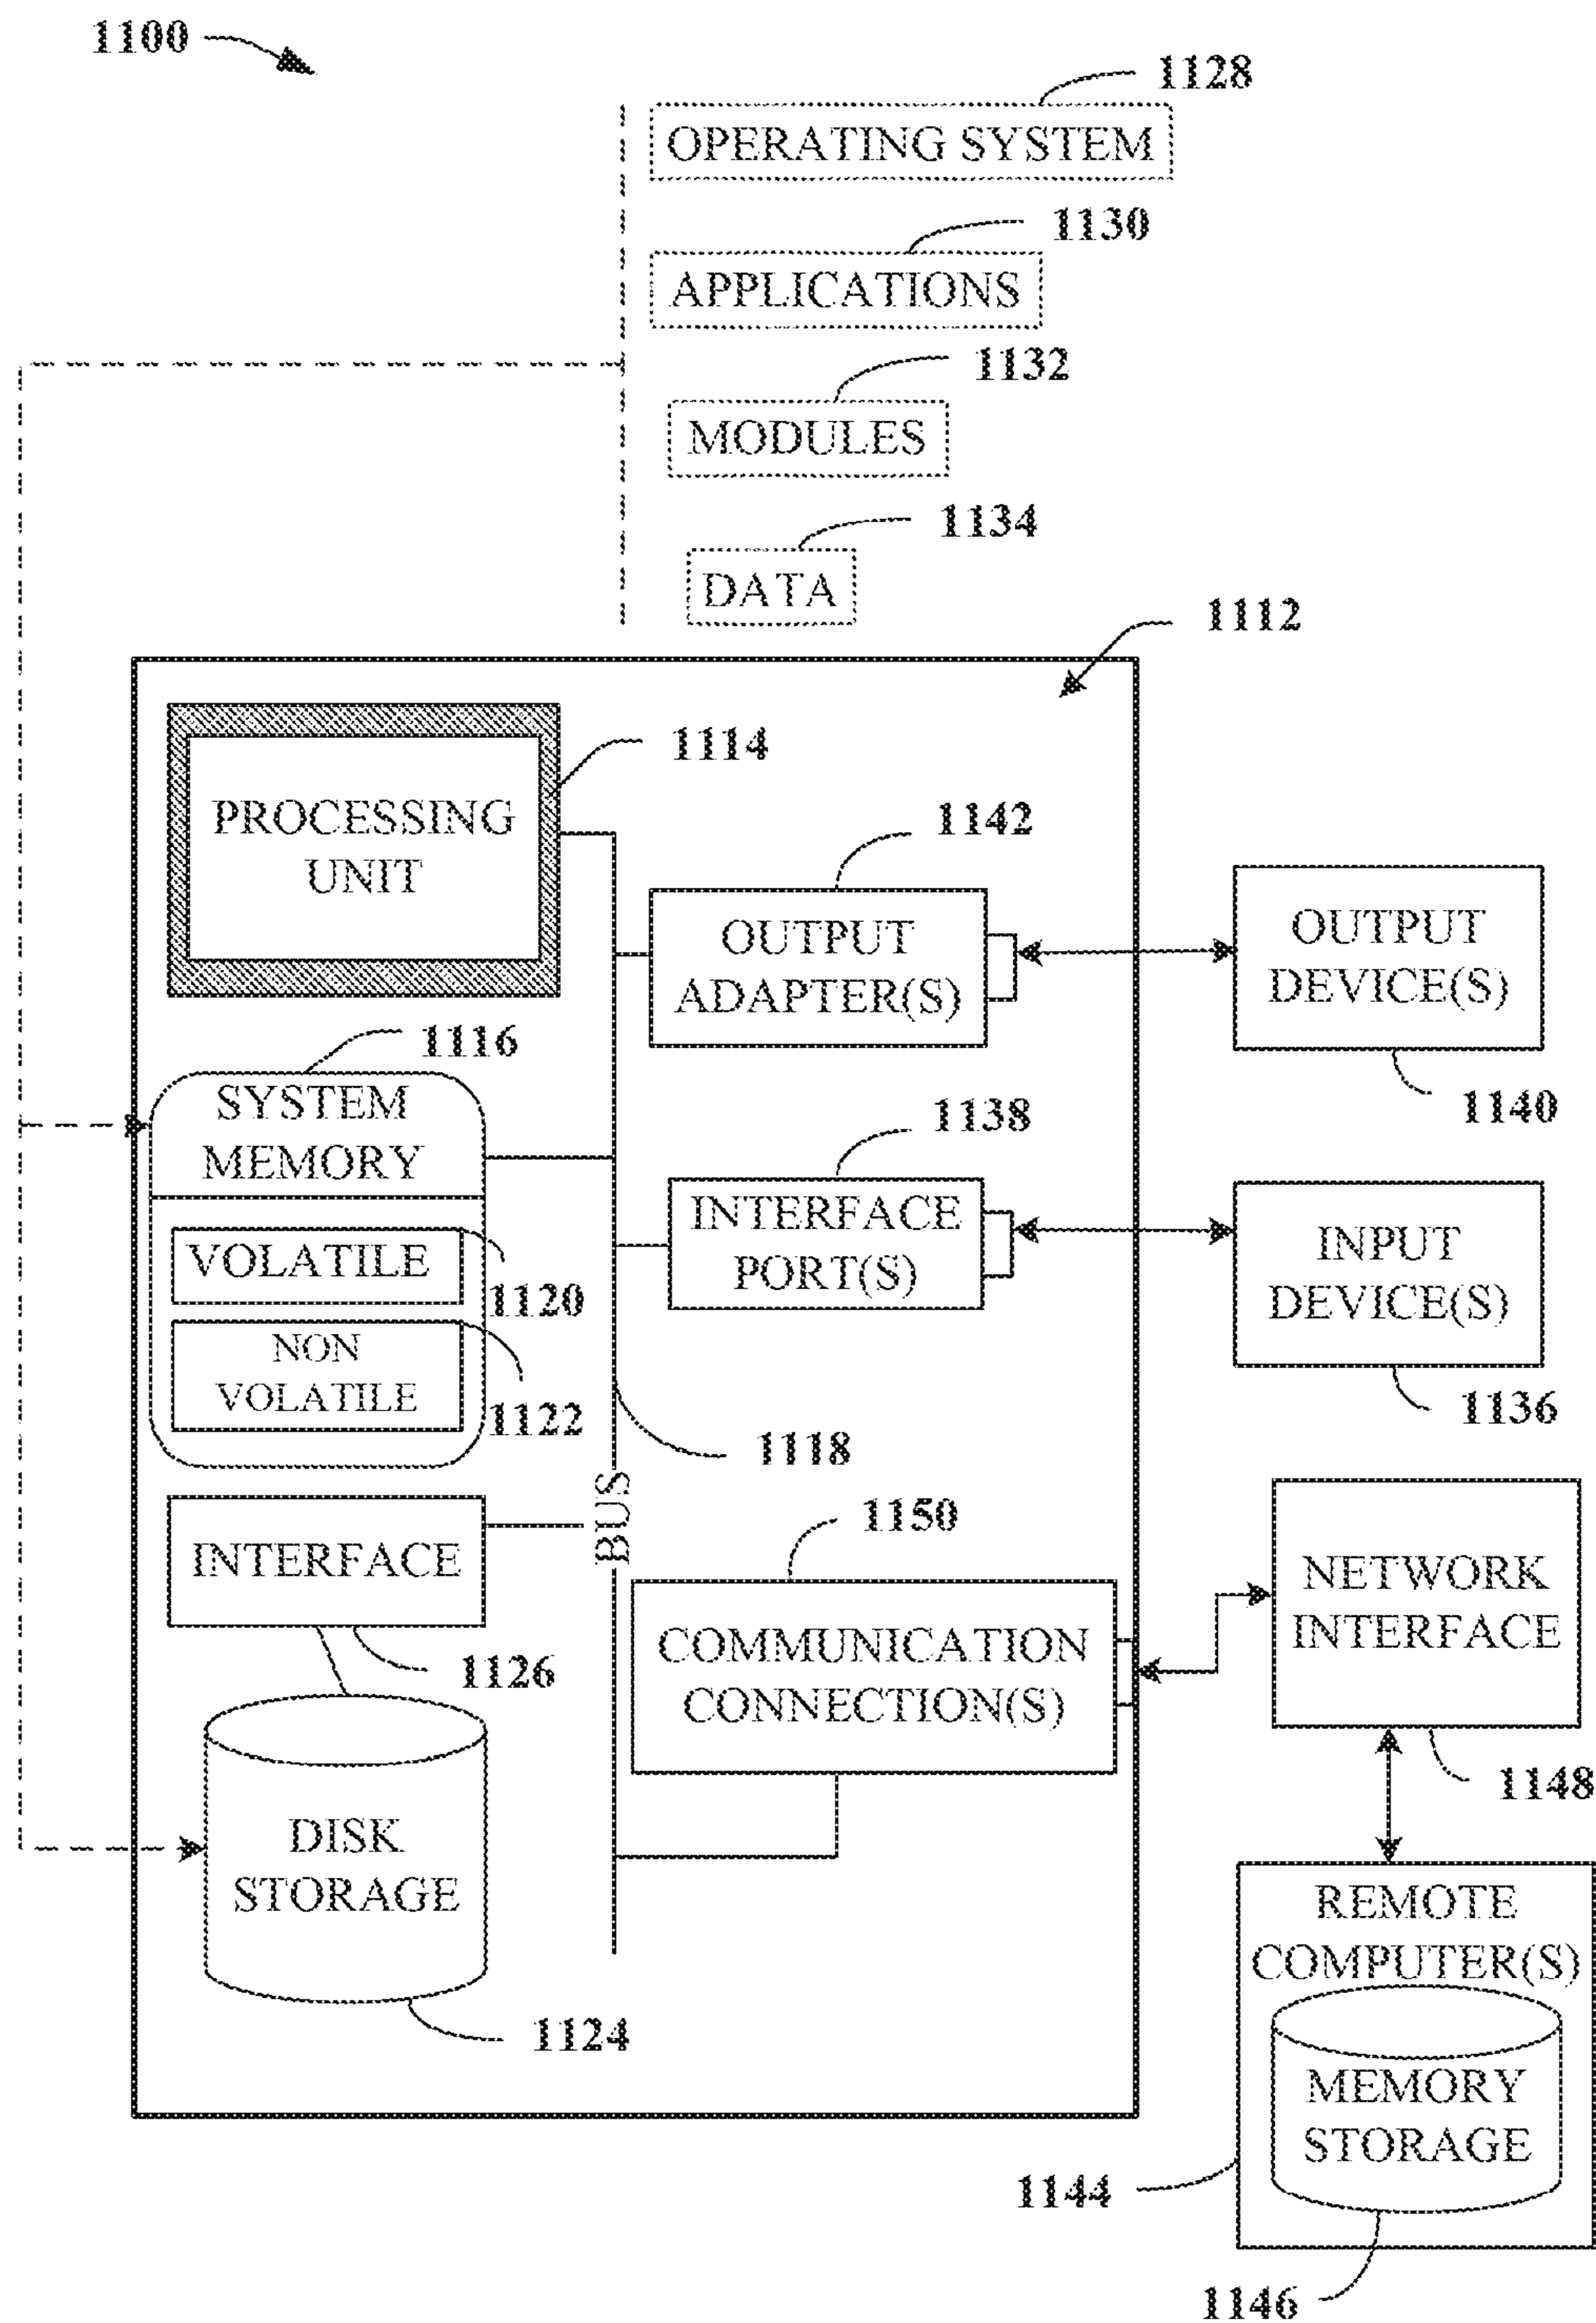 1100
1128
OPERATING SYSTEM
1130
APPLICATIONS
1132
MODULES
1134
DATA
1112
1114
PROCESSING
UNIT
1142
OUTPUT
ADAPTER(S)
OUTPUT
DEVICE(S)
1140
1116
SYSTEM
MEMORY
VOLATILE
1120
NON
VOLATILE
1122
1138
INTERFACE
PORT(S)
INPUT
DEVICE(S)
1136
1118
BUS
1150
INTERFACE
1126
COMMUNICATION
CONNECTION(S)
NETWORK
INTERFACE
1148
DISK
STORAGE
1124
REMOTE
COMPUTER(S)
MEMORY
STORAGE
1144
1146